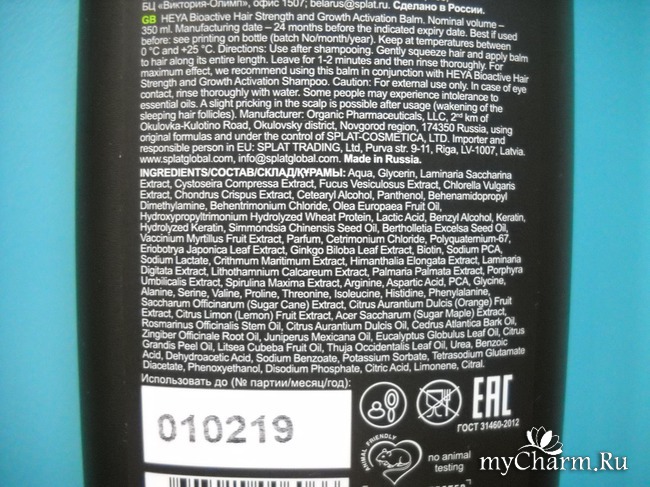 БЦ «Виктория-Олимп», офис 1507; belarus@splat.ru. Сделано в России.
GB HEYA Bioactive Hair Strength and Growth Activation Balm. Nominal volume –
350 ml. Manufacturing date – 24 months before the indicated expiry date. Best if used
before: see printing on bottle (batch No/month/year). Keep at temperatures between
0 °C and +25 °C. Directions: Use after shampooing. Gently squeeze hair and apply balm
to hair along its entire length. Leave for 1-2 minutes and then rinse thoroughly. For
maximum effect, we recommend using this balm in conjunction with HEYA Bioactive Hair
Strength and Growth Activation Shampoo. Caution: For external use only. In case of eye
contact, rinse thoroughly with water. Some people may experience intolerance to
essential oils. A slight pricking in the scalp is possible after usage (wakening of the
sleeping hair follicles). Manufacturer: Organic Pharmaceuticals, LLC, 2nd km of
Okulovka-Kulotino Road, Okulovsky district, Novgorod region, 174350 Russia, using
original formulas and under the control of SPLAT-COSMETICA, LTD. Importer and
responsible person in EU: SPLAT TRADING, Ltd, Purva str. 9-11, Riga, LV-1007, Latvia.
www.splatglobal.com, info@splatglobal.com. Made in Russia.
INGREDIENTS/СОСТАВ/СКЛАД/ҚҰРАМЫ: Aqua, Glycerin, Laminaria Saccharina
Extract, Cystoseira Compressa Extract, Fucus Vesiculosus Extract, Chlorella Vulgaris
Extract, Chondrus Crispus Extract, Cetearyl Alcohol, Panthenol, Behenamidopropyl
Dimethylamine, Behentrimonium Chloride, Olea Europaea Fruit Oil,
Hydroxypropyltrimonium Hydrolyzed Wheat Protein, Lactic Acid, Benzyl Alcohol, Keratin,
Hydrolyzed Keratin, Simmondsia Chinensis Seed Oil, Bertholletia Excelsa Seed Oil,
Vaccinium Myrtillus Fruit Extract, Parfum, Cetrimonium Chloride, Polyquaternium-67,
Eriobotrya Japonica Leaf Extract, Ginkgo Biloba Leaf Extract, Biotin, Sodium PCA,
Sodium Lactate, Crithmum Maritimum Extract, Himanthalia Elongata Extract, Laminaria
Digitata Extract, Lithothamnium Calcareum Extract, Palmaria Palmata Extract, Porphyra
Umbilicalis Extract, Spirulina Maxima Extract, Arginine, Aspartic Acid, PCA, Glycine,
Alanine, Serine, Valine, Proline, Threonine, Isoleucine, Histidine, Phenylalanine,
Saccharum Officinarum (Sugar Cane) Extract, Citrus Aurantium Dulcis (Orange) Fruit
Extract, Citrus Limon (Lemon) Fruit Extract, Acer Saccharum (Sugar Maple) Extract,
Rosmarinus Officinalis Stem Oil, Citrus Aurantium Dulcis Oil, Cedrus Atlantica Bark Oil,
Zingiber Officinale Root Oil, Juniperus Mexicana Oil, Eucalyptus Globulus Leaf Oil, Citrus
Grandis Peel Oil, Litsea Cubeba Fruit Oil, Thuja Occidentalis Leaf Oil, Urea, Benzoic
Acid, Dehydroacetic Acid, Sodium Benzoate, Potassium Sorbate, Tetrasodium Glutamate
Diacetate, Phenoxyethanol, Disodium Phosphate, Citric Acid, Limonene, Citral.
Использовать до (№ партии/месяц/год):
010219
EAC
ГОСТ 31460-2012
ANIMAL FRIENDLY
no animal
testing
myCharm.Ru